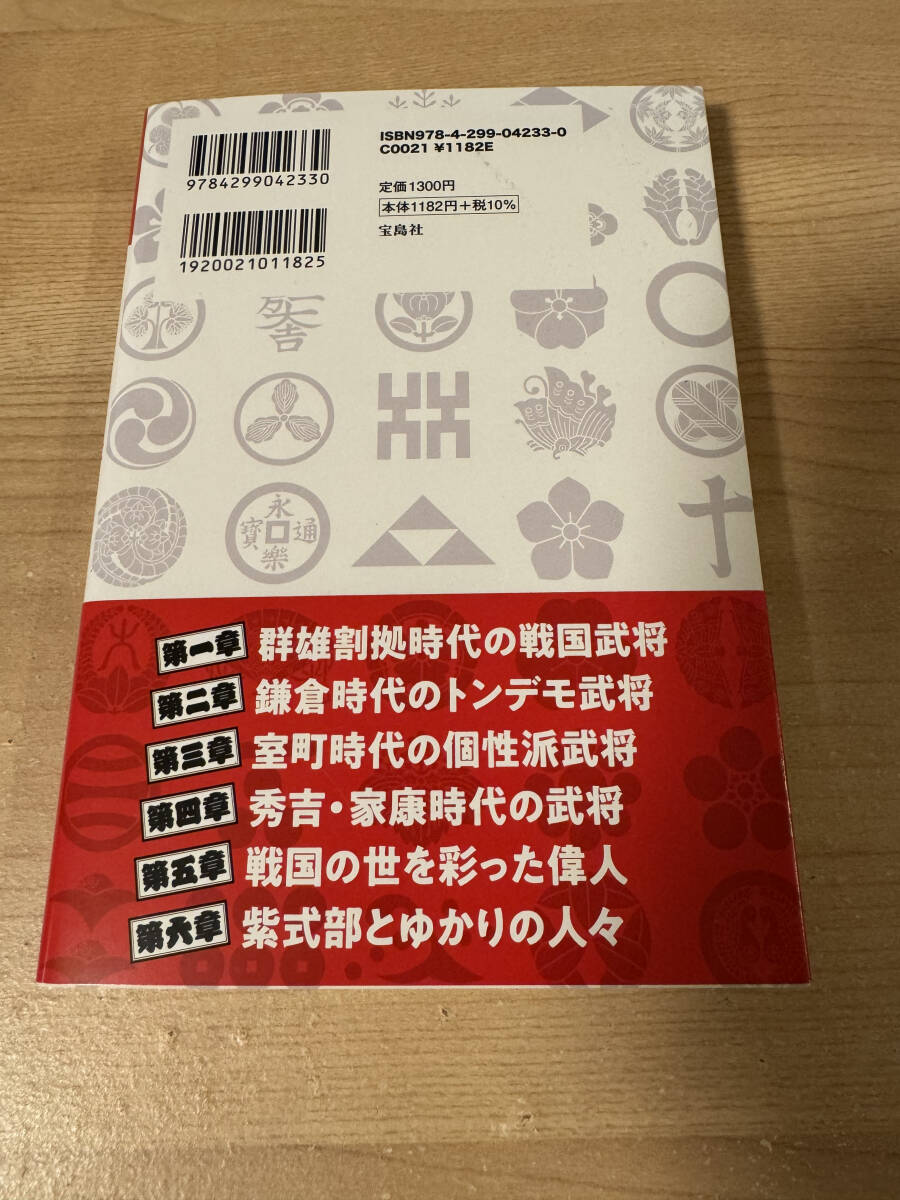 ISBN978-4-299-04233-0
C0021 ¥1182E
9784299042330
定価1300円
本体1182円+税10%
宝島社
1920021011825
永樂通寶
十
第一章 群雄割拠時代の戦国武将
第二章 鎌倉時代のトンデモ武将
第三章 室町時代の個性派武将
第四章 秀吉・家康時代の武将
第五章 戦国の世を彩った偉人
第六章 紫式部とゆかりの人々